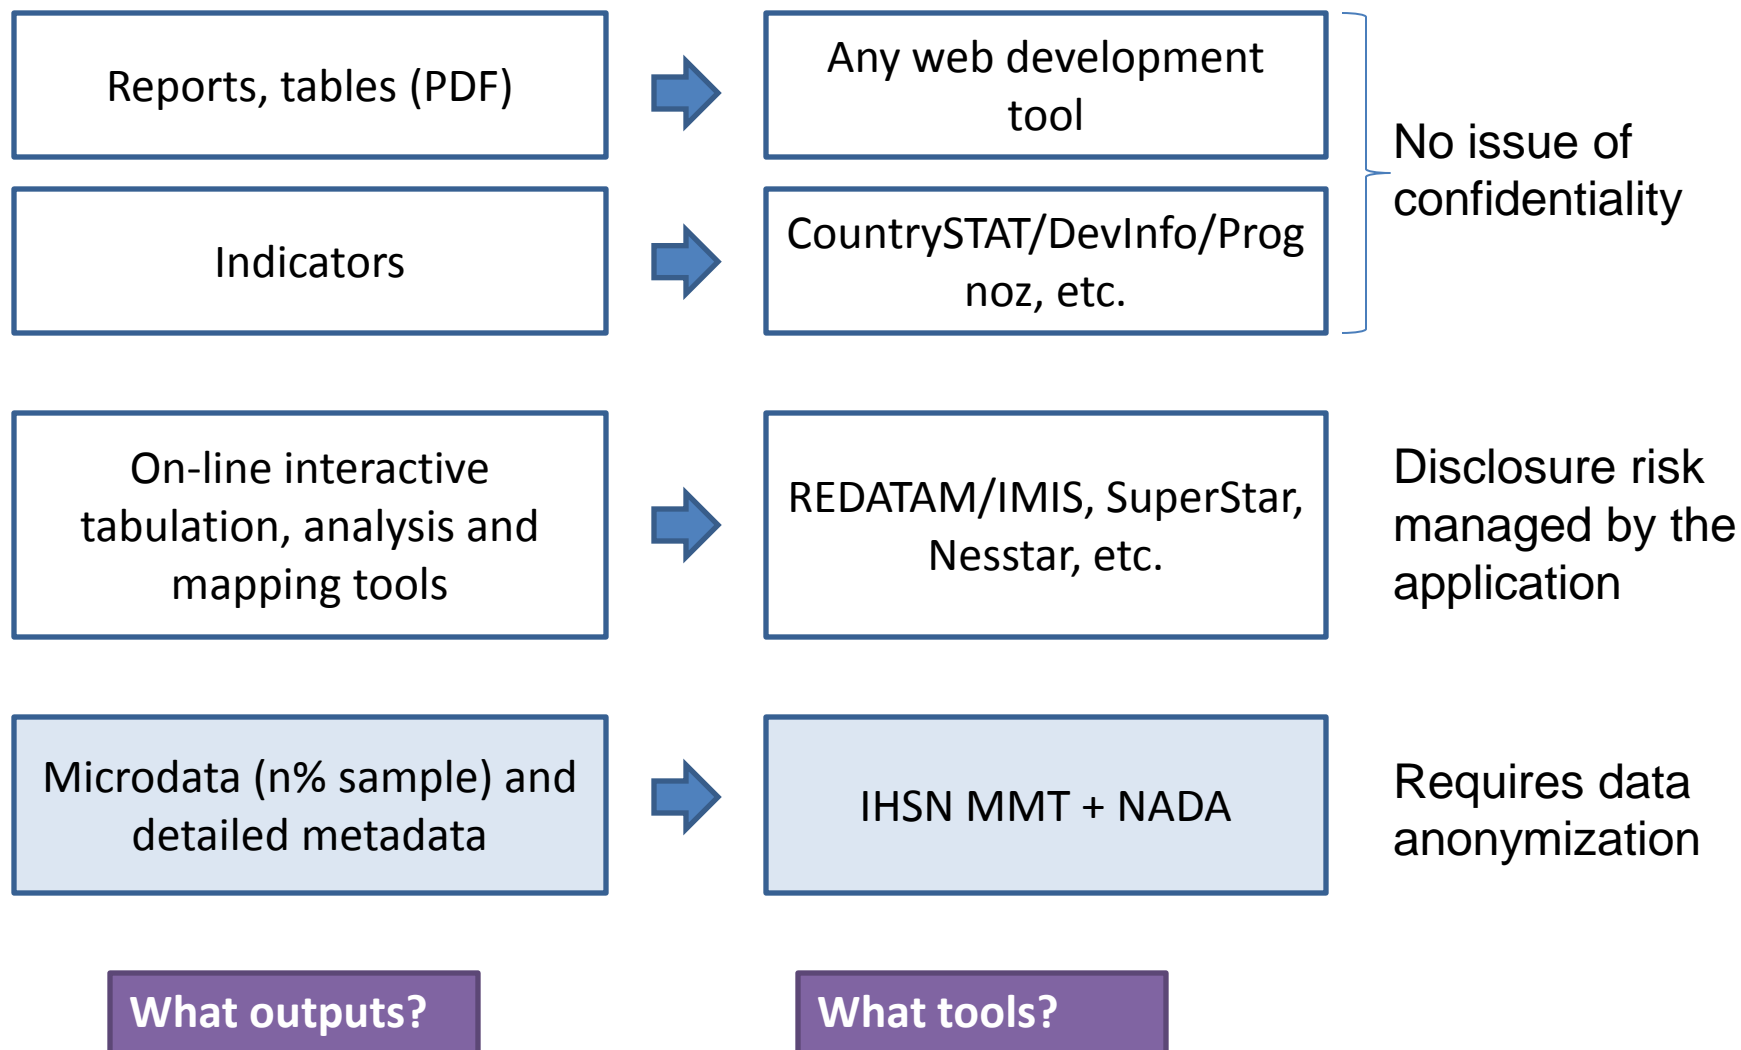 Reports, tables (PDF)
Any web development
tool
No issue of
confidentiality
Indicators
CountrySTAT/DevInfo/Prog
noz, etc.
On-line interactive
tabulation, analysis and
mapping tools
REDATAM/IMIS, SuperStar,
Nesstar, etc.
Disclosure risk
managed by the
application
Microdata (n% sample) and
detailed metadata
IHSN MMT + NADA
Requires data
anonymization
What outputs?
What tools?